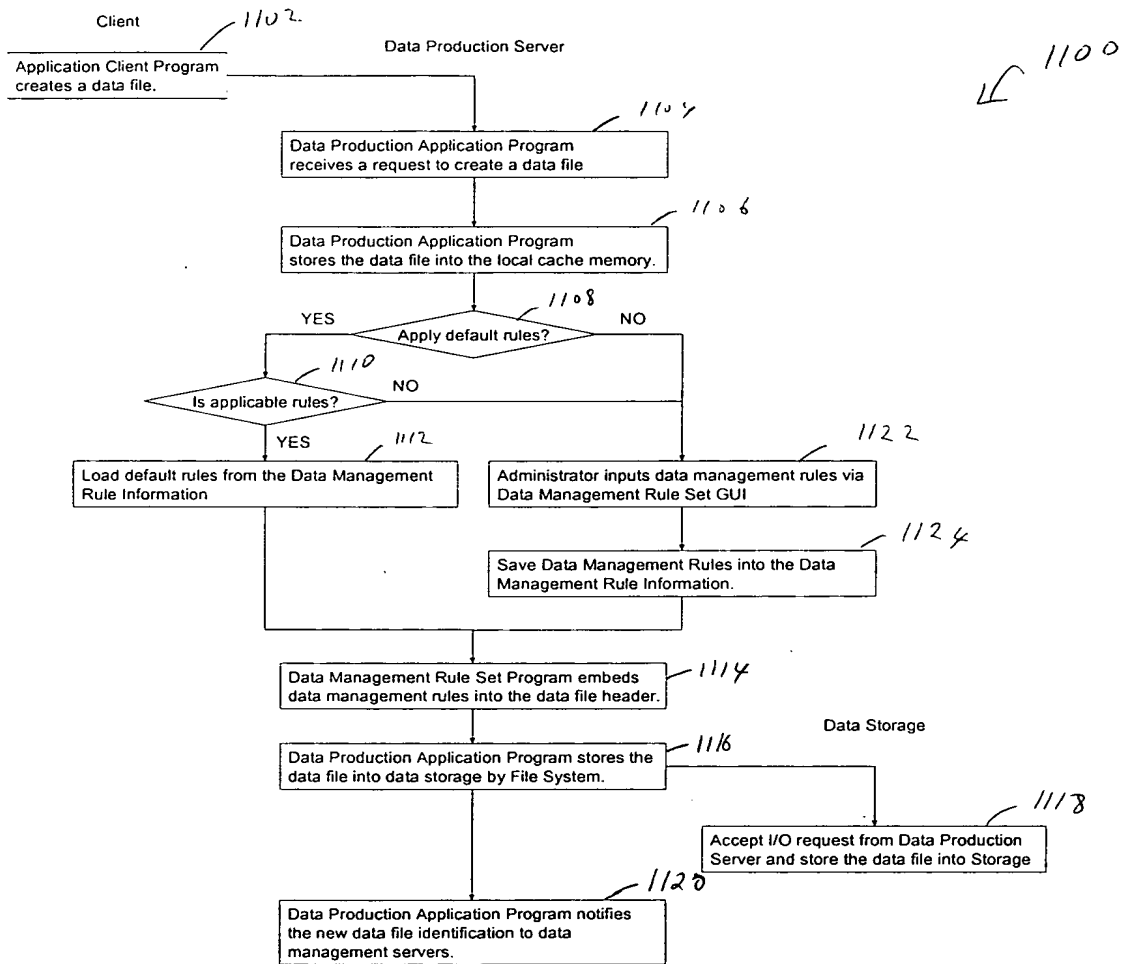 Client
1102
Data Production Server
1100
Application Client Program
creates a data file.
1104
Data Production Application Program
receives a request to create a data file
1106
Data Production Application Program
stores the data file into the local cache memory.
1108
YES
Apply default rules?
NO
1110
Is applicable rules?
NO
YES
1112
Load default rules from the Data Management
Rule Information
1122
Administrator inputs data management rules via
Data Management Rule Set GUI
1124
Save Data Management Rules into the Data
Management Rule Information.
1114
Data Management Rule Set Program embeds
data management rules into the data file header.
Data Storage
1116
Data Production Application Program stores the
data file into data storage by File System.
1118
Accept I/O request from Data Production
Server and store the data file into Storage
1120
Data Production Application Program notifies
the new data file identification to data
management servers.